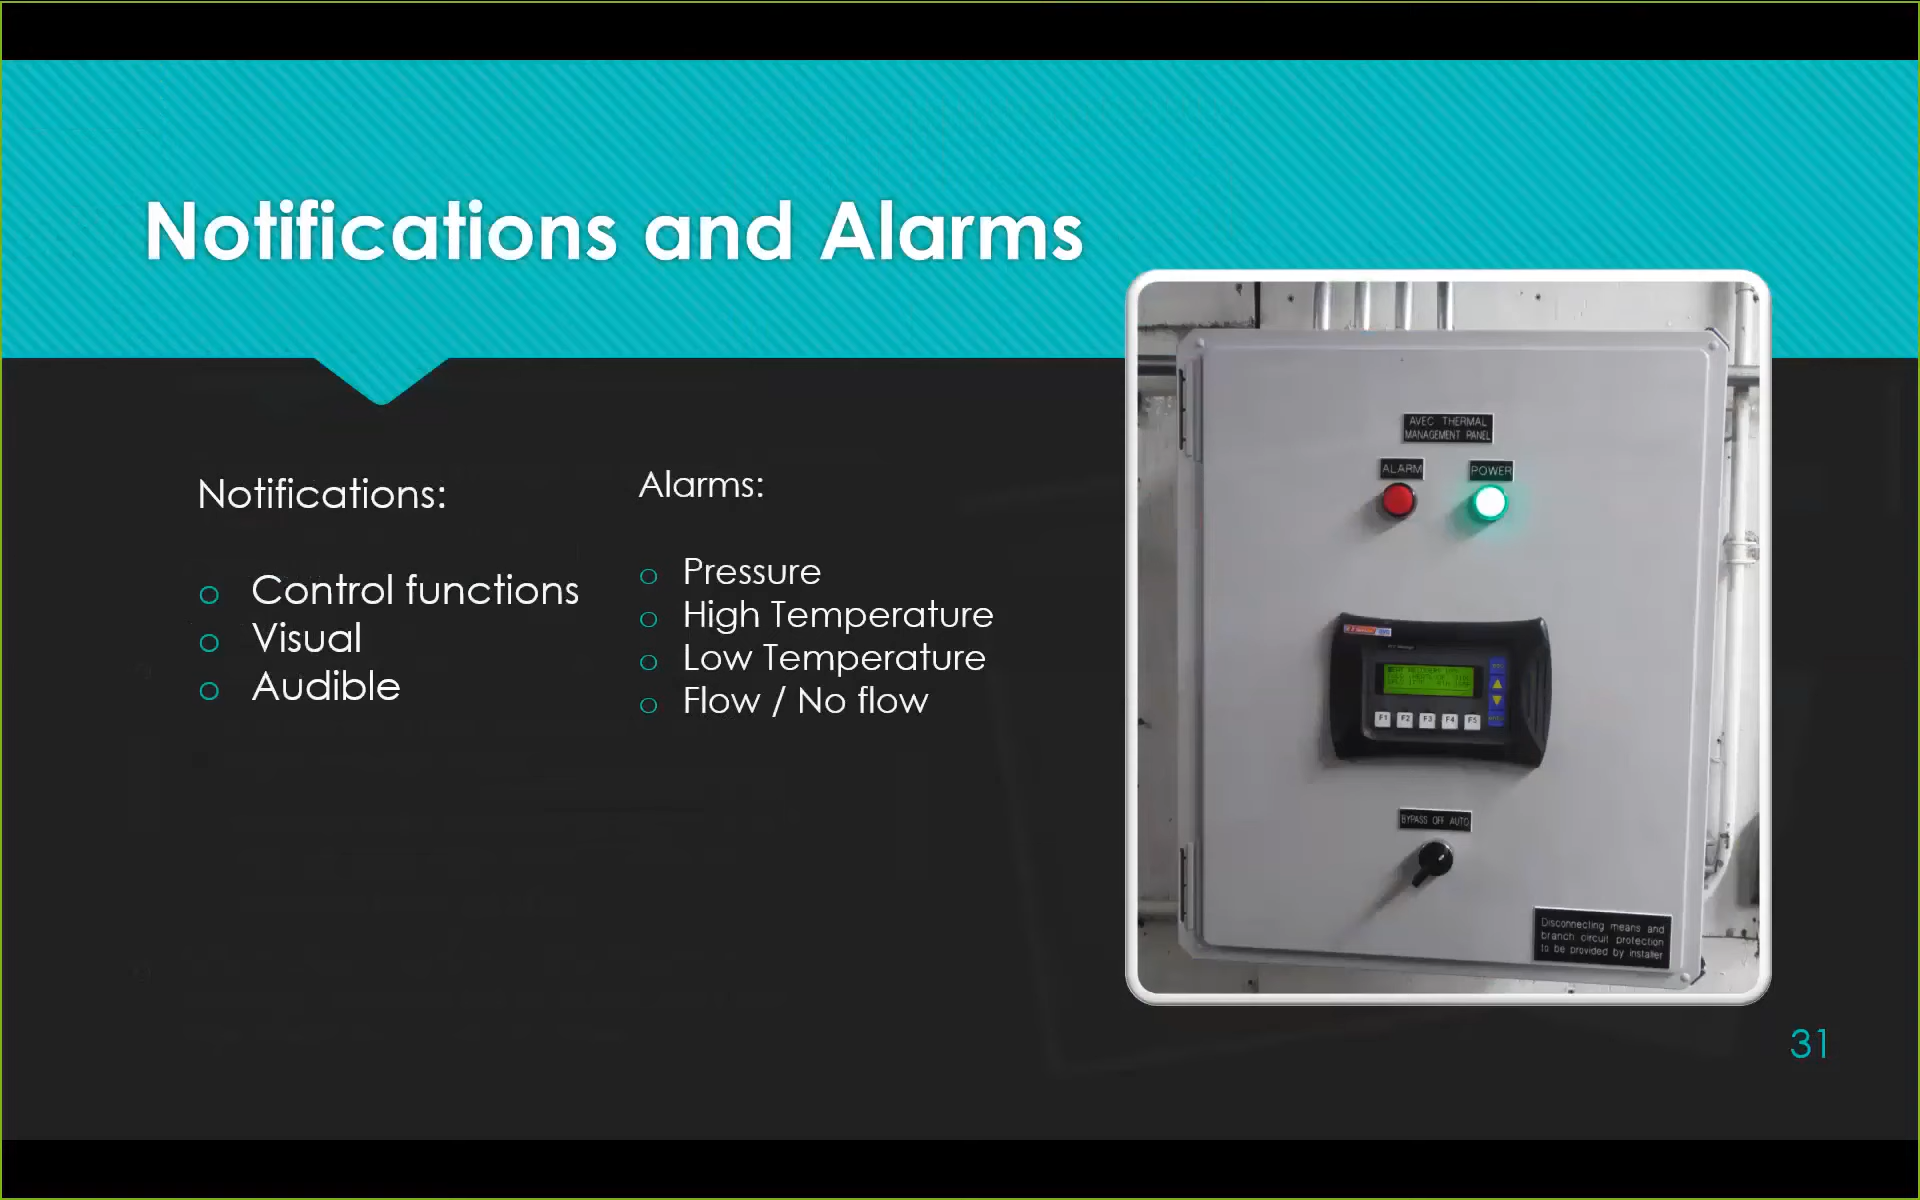 Notifications and Alarms
Notifications:
Control functions
Visual
Audible
Alarms:
Pressure
High Temperature
Low Temperature
Flow / No flow
AVEC THERMAL
MANAGEMENT PANEL
ALARM
POWER
F1 F2 F3 F4 F5
BYPASS OFF AUTO
Disconnecting means and
branch circuit protection
to be provided by installer
31